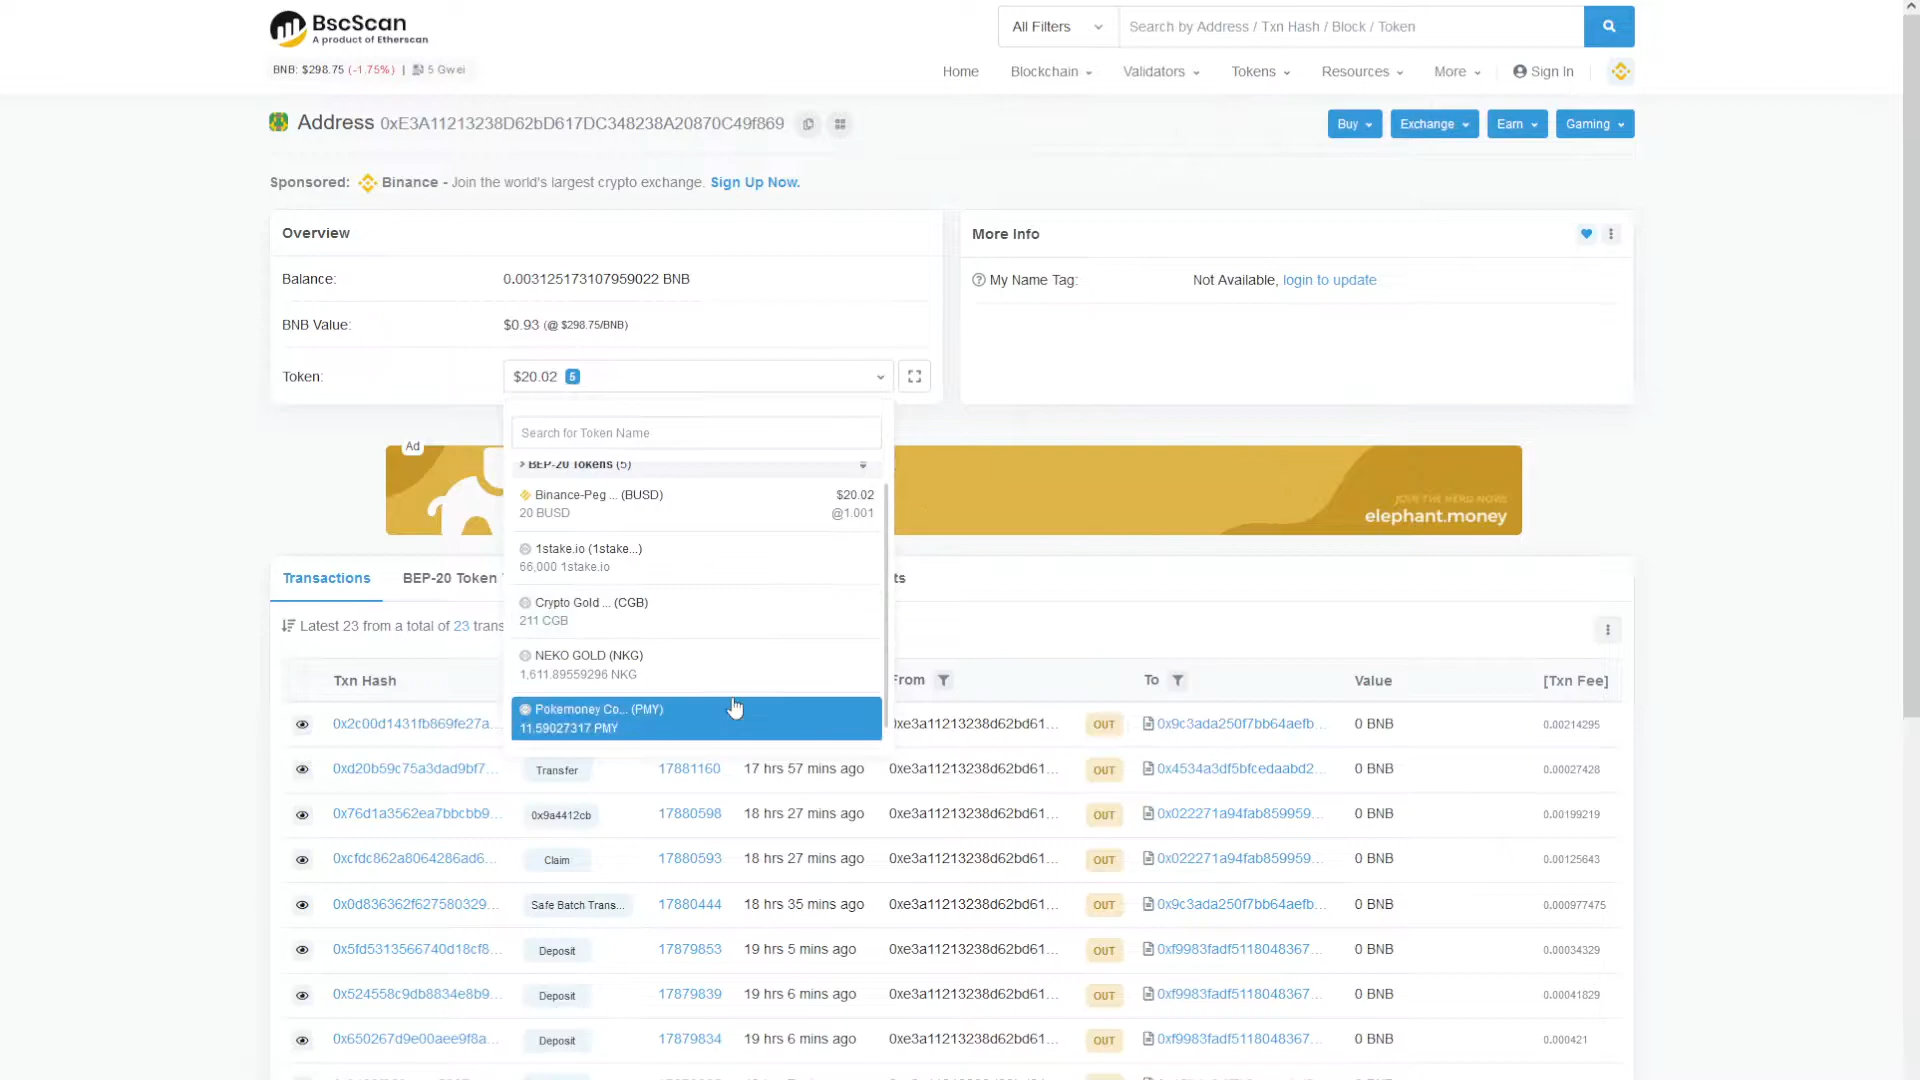 BscScan
A product of Etherscan
All Filters
Search by Address / Txn Hash / Block / Token
BNB: $298.75 (-1.75%) | 5 Gwei
Home Blockchain Validators Tokens Resources More Sign In
Address 0xE3A11213238D62bD617DC348238A20870C49f869
Buy Exchange Earn Gaming
Sponsored: Binance - Join the world's largest crypto exchange. Sign Up Now.
Overview
Balance: 0.003125173107959022 BNB
BNB Value: $0.93 (@ $298.75/BNB)
Token: $20.02 5
More Info
My Name Tag: Not Available, login to update
Search for Token Name
BEP-20 Tokens (5)
Binance-Peg ... (BUSD) $20.02
20 BUSD @1.001
1stake.io (1stake...)
66,000 1stake.io
Crypto Gold ... (CGB)
211 CGB
NEKO GOLD (NKG)
1,611.89559296 NKG
Pokemoney Co... (PMY)
11.59027317 PMY
Ad
JOIN THE HERD NOW.
elephant.money
Transactions BEP-20 Token ts
Latest 23 from a total of 23 trans
Txn Hash From To Value [Txn Fee]
0x2c00d1431fb869fe27a... 0xe3a11213238d62bd61... OUT 0x9c3ada250f7bb64aefb... 0 BNB 0.00214295
0xd20b59c75a3dad9bf7... Transfer 17881160 17 hrs 57 mins ago 0xe3a11213238d62bd61... OUT 0x4534a3df5bfcedaabd2... 0 BNB 0.00027428
0x76d1a3562ea7bbcbb9... 0x9a4412cb 17880598 18 hrs 27 mins ago 0xe3a11213238d62bd61... OUT 0x022271a94fab859959... 0 BNB 0.00199219
0xcfdc862a8064286ad6... Claim 17880593 18 hrs 27 mins ago 0xe3a11213238d62bd61... OUT 0x022271a94fab859959... 0 BNB 0.00125643
0x0d836362f627580329... Safe Batch Trans... 17880444 18 hrs 35 mins ago 0xe3a11213238d62bd61... OUT 0x9c3ada250f7bb64aefb... 0 BNB 0.000977475
0x5fd5313566740d18cf8... Deposit 17879853 19 hrs 5 mins ago 0xe3a11213238d62bd61... OUT 0xf9983fadf5118048367... 0 BNB 0.00034329
0x524558c9db8834e8b9... Deposit 17879839 19 hrs 6 mins ago 0xe3a11213238d62bd61... OUT 0xf9983fadf5118048367... 0 BNB 0.00041829
0x650267d9e00aee9f8a... Deposit 17879834 19 hrs 6 mins ago 0xe3a11213238d62bd61... OUT 0xf9983fadf5118048367... 0 BNB 0.000421